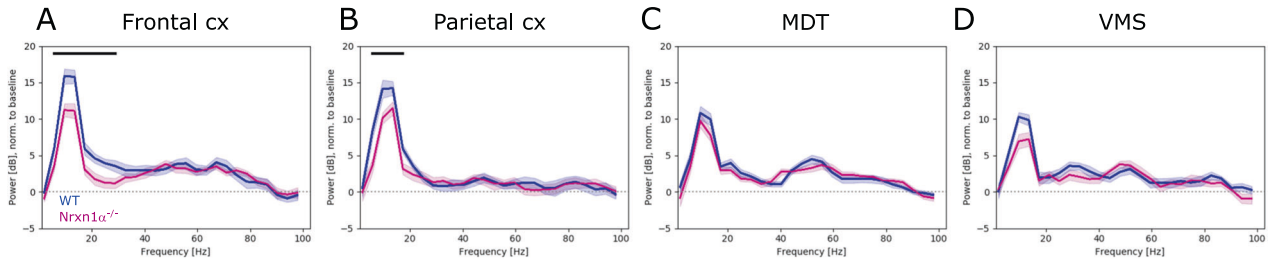 A Frontal cx
20
15
10
5
0
−5
Power [dB], norm. to baseline
WT
Nrxn1α⁻/⁻
20 40 60 80 100
Frequency [Hz]
B Parietal cx
20
15
10
5
0
−5
Power [dB], norm. to baseline
20 40 60 80 100
Frequency [Hz]
C MDT
20
15
10
5
0
−5
Power [dB], norm. to baseline
20 40 60 80 100
Frequency [Hz]
D VMS
20
15
10
5
0
−5
Power [dB], norm. to baseline
20 40 60 80 100
Frequency [Hz]